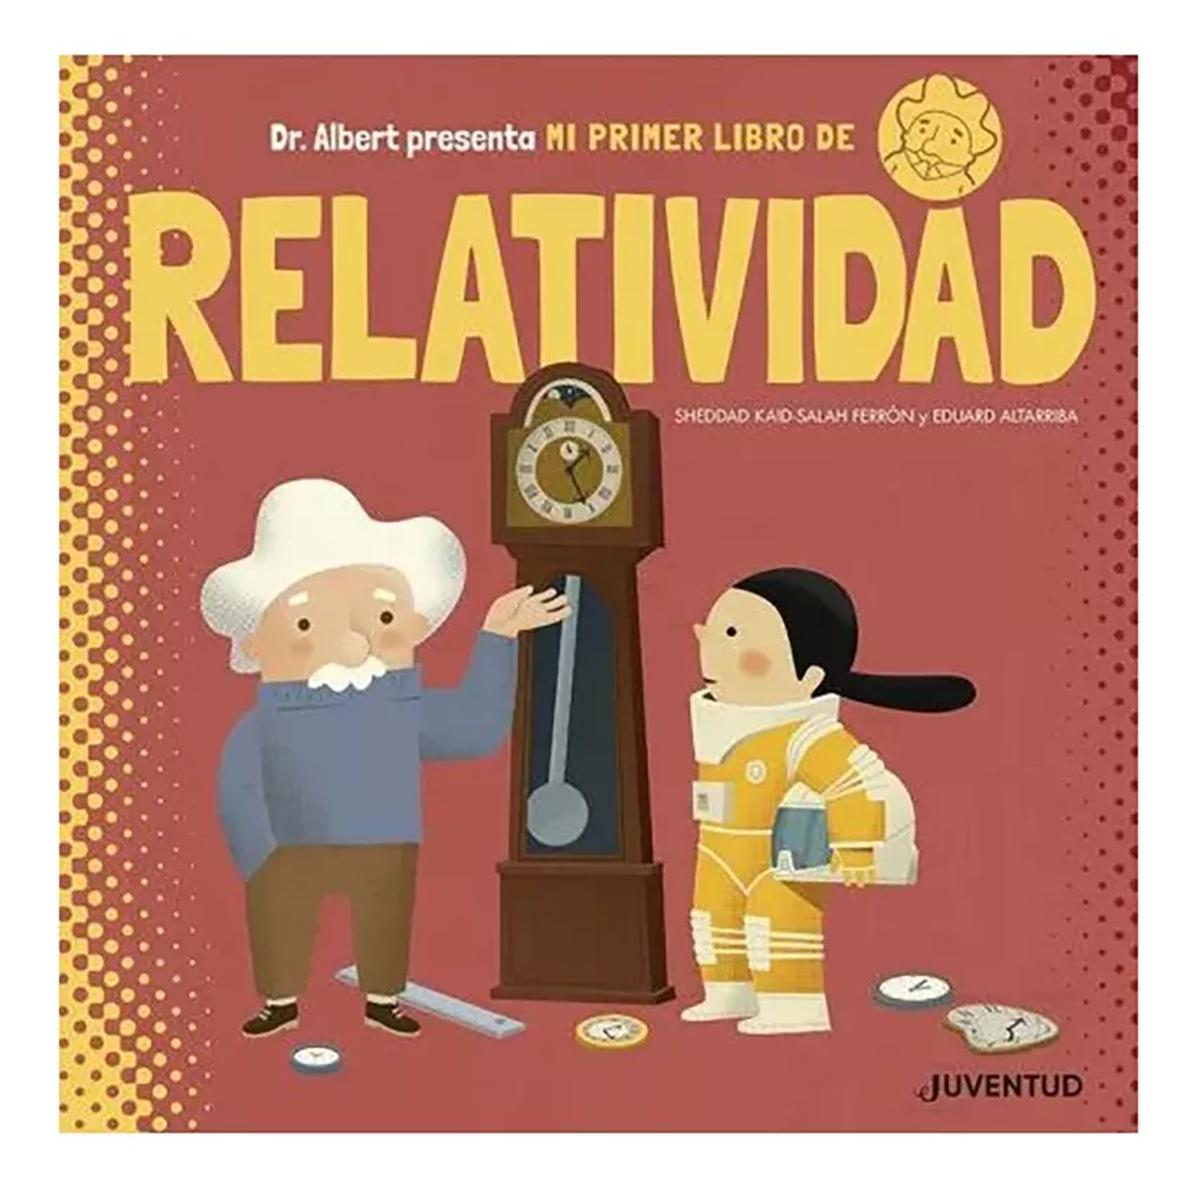 Dr. Albert presenta MI PRIMER LIBRO DE
RELATIVIDAD
SHEDDAD KAID-SALAH FERRÓN y EDUARD ALTARRIBA
JUVENTUD